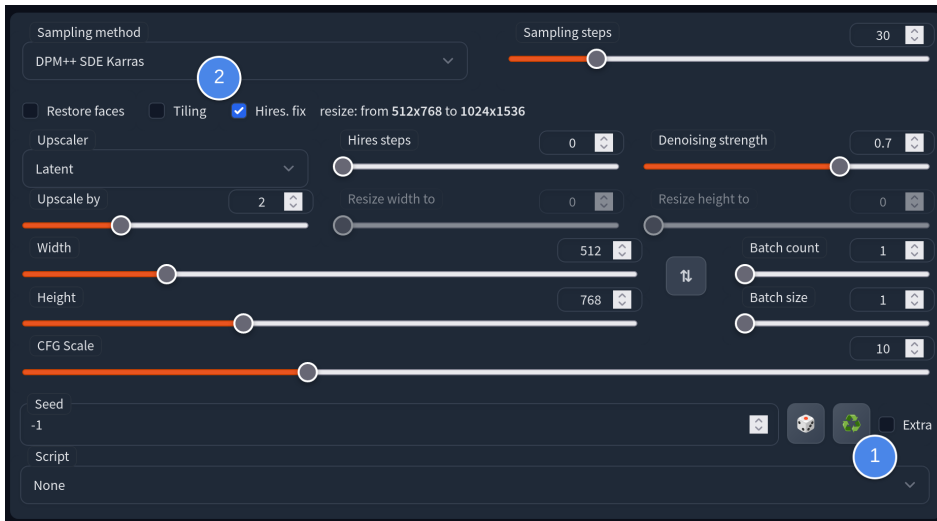 Sampling method
Sampling steps
30
DPM++ SDE Karras
2
Restore faces
Tiling
Hires. fix
resize: from 512x768 to 1024x1536
Upscaler
Hires steps
0
Denoising strength
0.7
Latent
Upscale by
2
Resize width to
0
Resize height to
0
Width
512
Batch count
1
Height
768
Batch size
1
CFG Scale
10
Seed
-1
Extra
1
Script
None